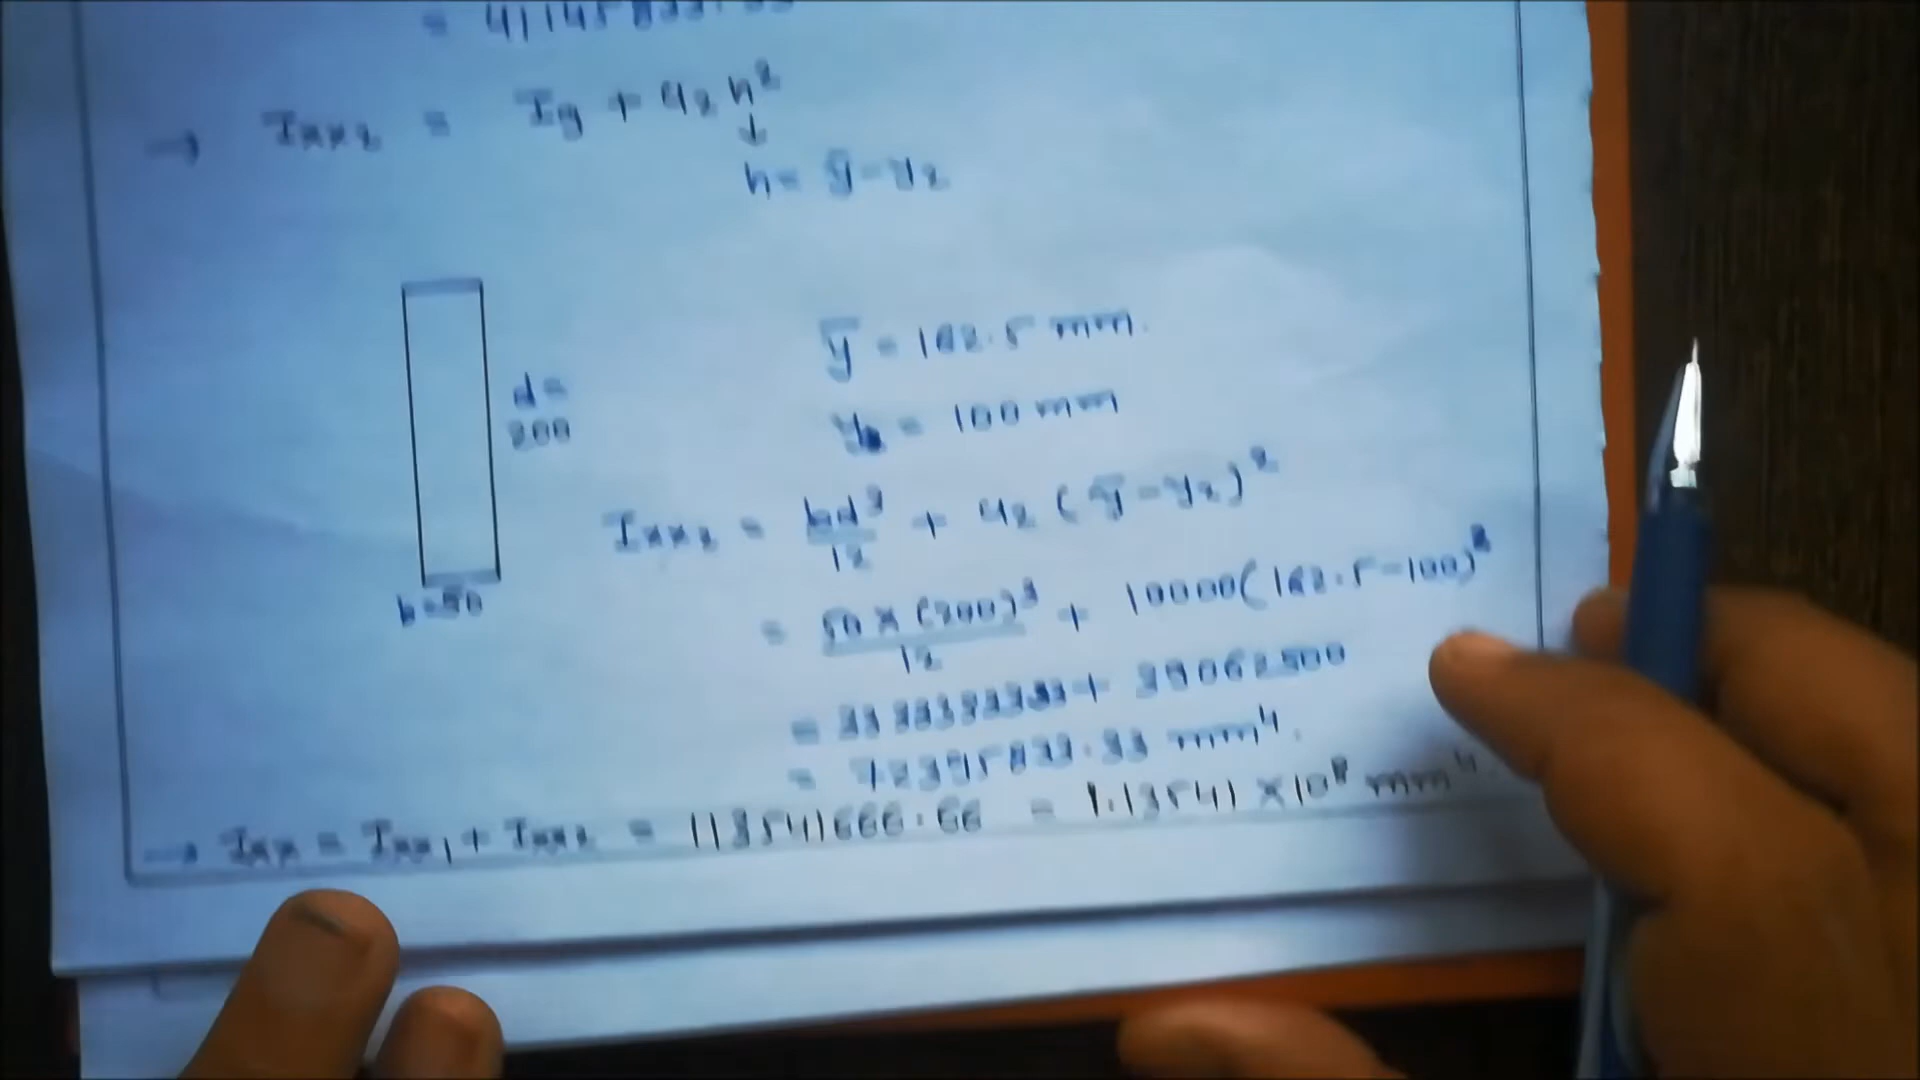 = 41145833.33
→ Ixx2 = Ig + a2 h²
↓
h = ȳ - y2
ȳ = 162.5 mm.
d =
200
y2 = 100 mm
Ixx2 = bd³/12 + a2 (ȳ - y2)²
b = 50
= 50 × (200)³/12 + 10000(162.5-100)²
= 33333333.33 + 39062500
= 72395833.33 mm⁴.
→ Ixx = Ixx1 + Ixx2 = 113541666.66 = 1.13541 × 10⁸ mm⁴.